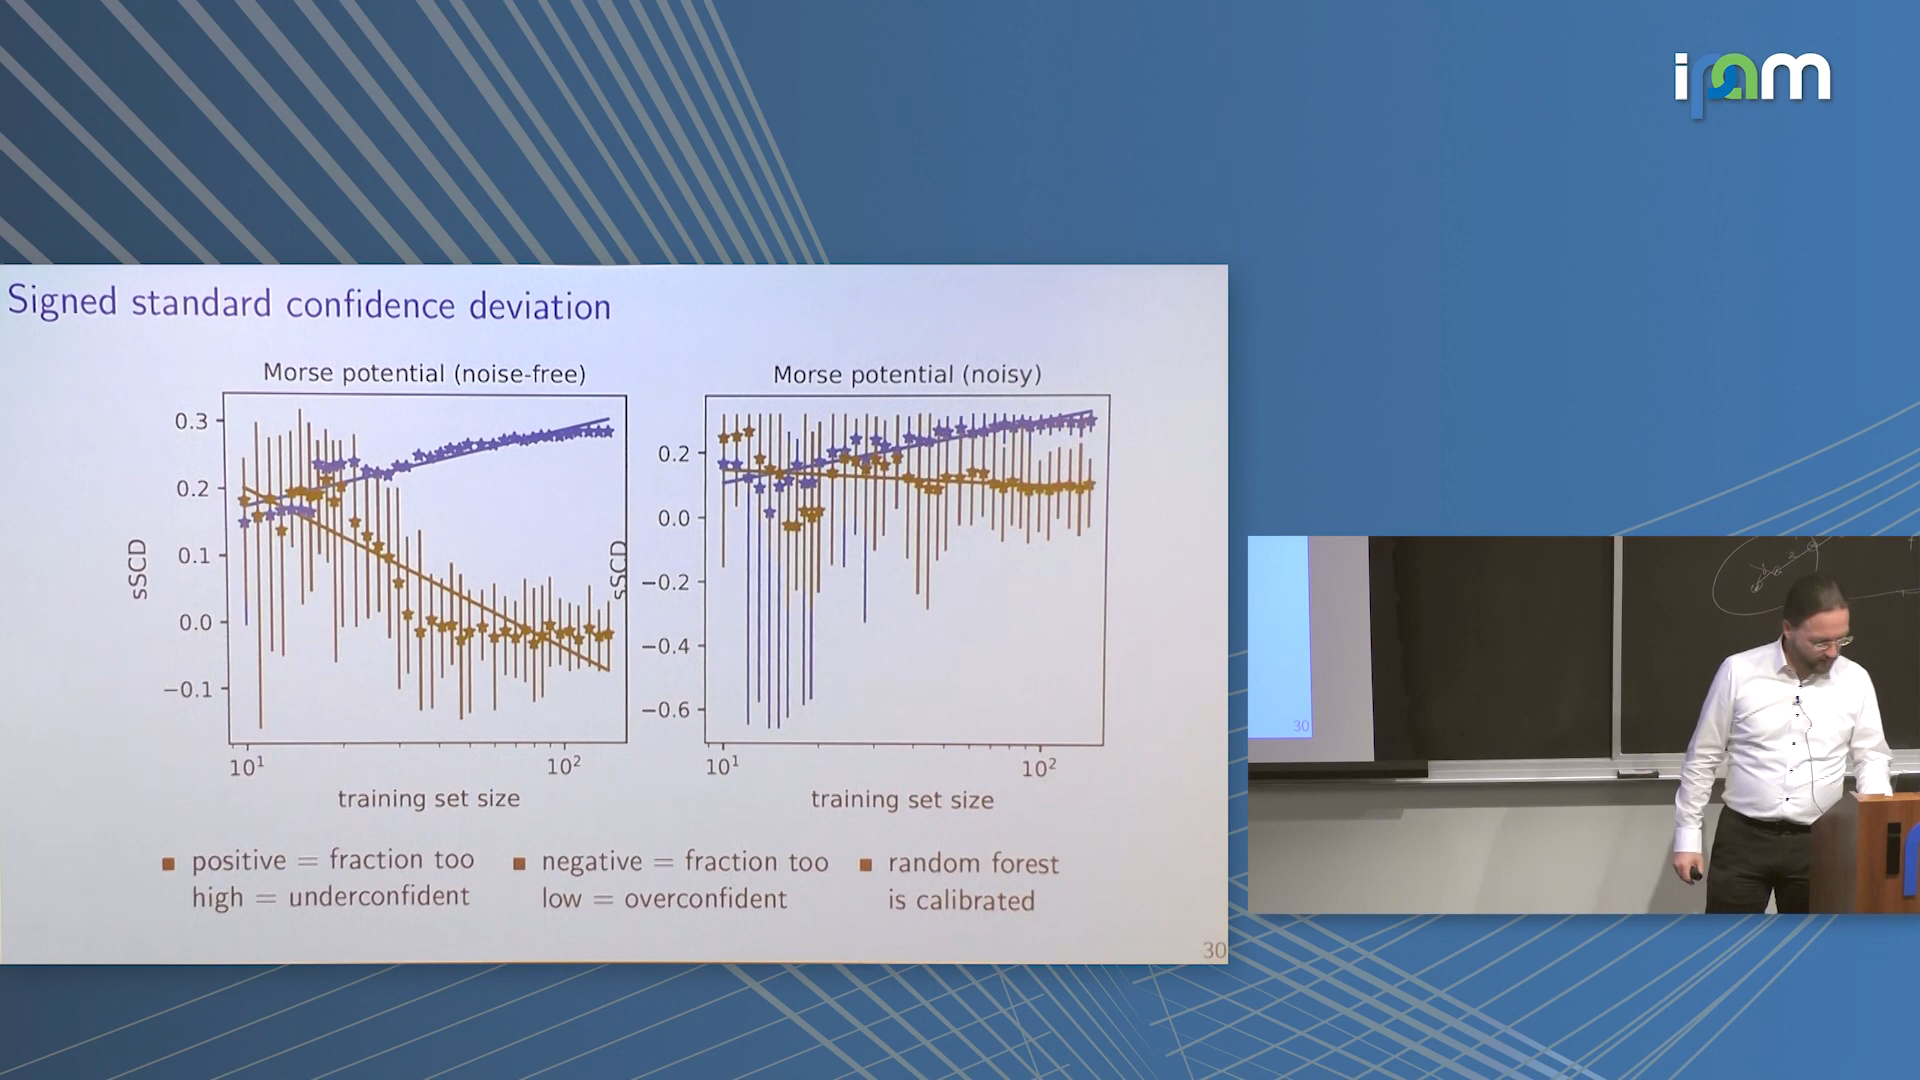 ipam
Signed standard confidence deviation
Morse potential (noise-free)
Morse potential (noisy)
0.3
0.2
0.1
0.0
−0.1
sSCD
10¹
10²
training set size
0.2
0.0
−0.2
−0.4
−0.6
sSCD
10¹
10²
training set size
positive = fraction too
high = underconfident
negative = fraction too
low = overconfident
random forest
is calibrated
30
30